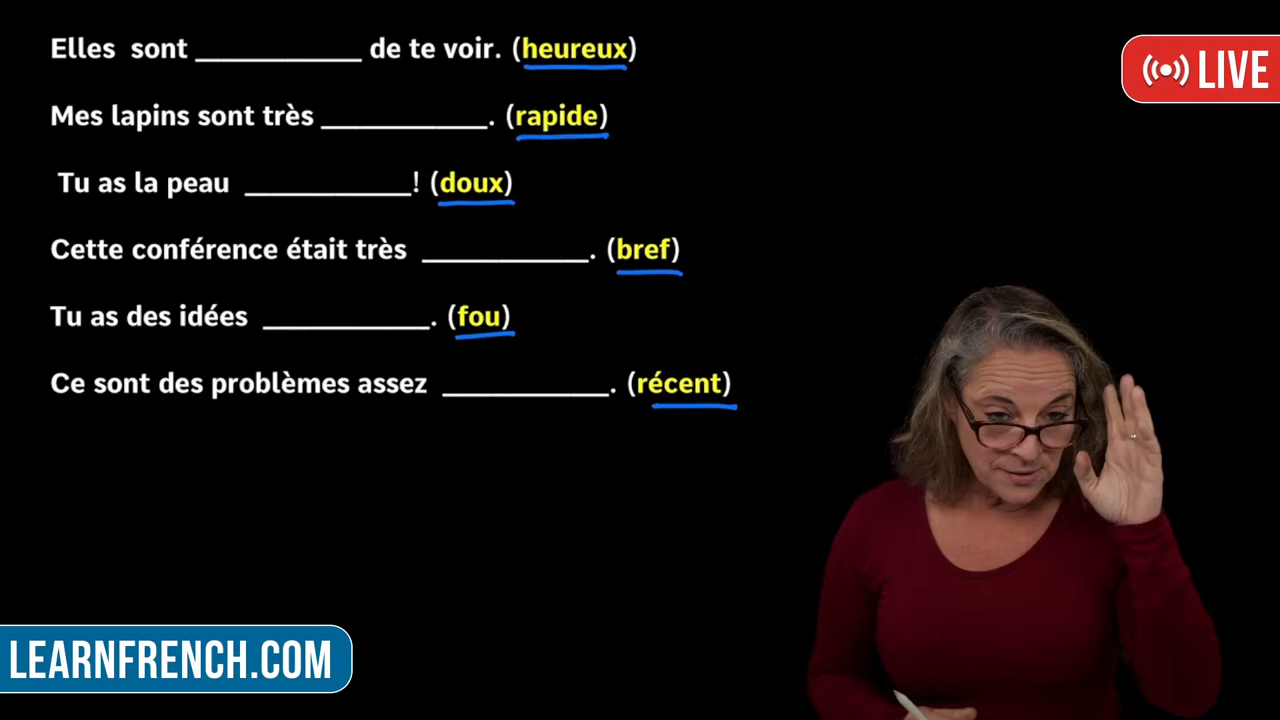 Elles sont ___________ de te voir. (heureux)
LIVE
Mes lapins sont très ___________. (rapide)
Tu as la peau ___________! (doux)
Cette conférence était très ___________. (bref)
Tu as des idées ___________. (fou)
Ce sont des problèmes assez ___________. (récent)
LEARNFRENCH.COM